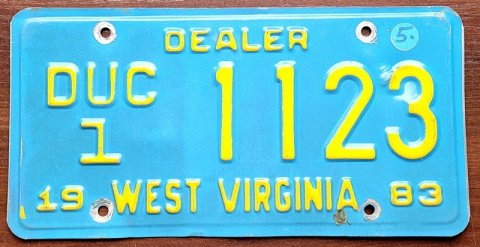 DEALER 5.
DUC 1123
1
19 WEST VIRGINIA 83